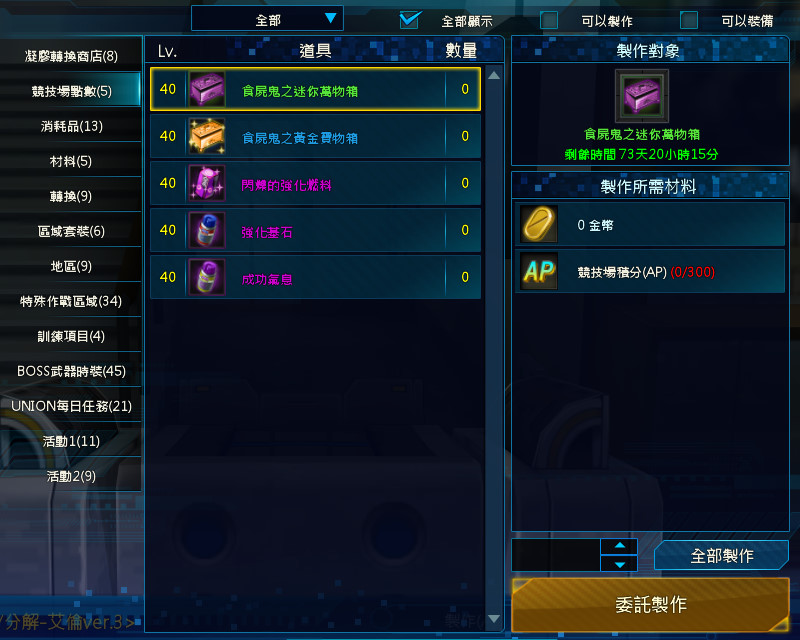 全部
全部顯示
可以製作
可以裝備
凝膠轉換商店(8)
競技場點數(5)
消耗品(13)
材料(5)
轉換(9)
區域套裝(6)
地區(9)
特殊作戰區域(34)
訓練項目(4)
BOSS武器時裝(45)
UNION每日任務(21)
活動1(11)
活動2(9)
/分解-艾倫ver.3>
Lv. 道具 數量
40 食屍鬼之迷你萬物箱 0
40 食屍鬼之黃金寶物箱 0
40 閃爍的強化燃料 0
40 強化基石 0
40 成功氣息 0
製作對象
食屍鬼之迷你萬物箱
剩餘時間 73天20小時15分
製作所需材料
0 金幣
AP 競技場積分(AP) (0/300)
全部製作
委託製作